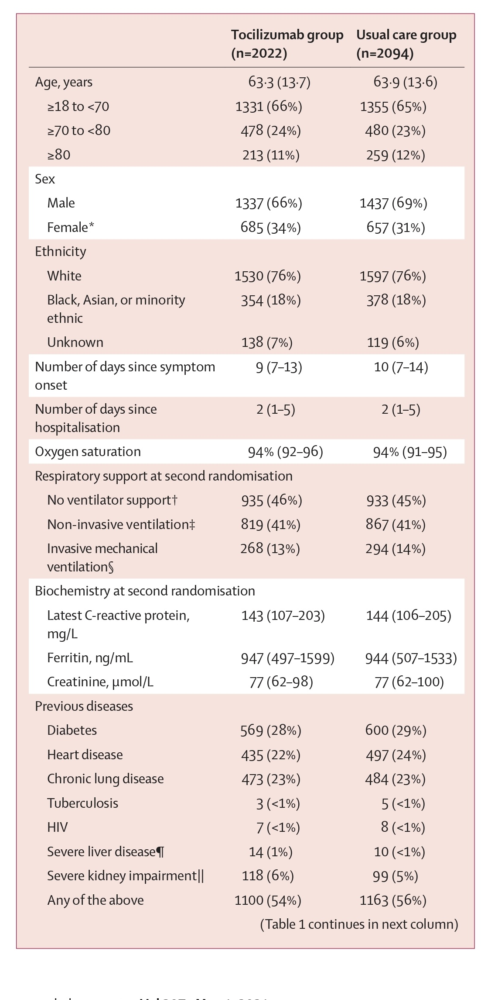 Tocilizumab group Usual care group
(n=2022) (n=2094)
Age, years 63·3 (13·7) 63·9 (13·6)
≥18 to <70 1331 (66%) 1355 (65%)
≥70 to <80 478 (24%) 480 (23%)
≥80 213 (11%) 259 (12%)
Sex
Male 1337 (66%) 1437 (69%)
Female* 685 (34%) 657 (31%)
Ethnicity
White 1530 (76%) 1597 (76%)
Black, Asian, or minority 354 (18%) 378 (18%)
ethnic
Unknown 138 (7%) 119 (6%)
Number of days since symptom 9 (7–13) 10 (7–14)
onset
Number of days since 2 (1–5) 2 (1–5)
hospitalisation
Oxygen saturation 94% (92–96) 94% (91–95)
Respiratory support at second randomisation
No ventilator support† 935 (46%) 933 (45%)
Non-invasive ventilation‡ 819 (41%) 867 (41%)
Invasive mechanical 268 (13%) 294 (14%)
ventilation§
Biochemistry at second randomisation
Latest C-reactive protein, 143 (107–203) 144 (106–205)
mg/L
Ferritin, ng/mL 947 (497–1599) 944 (507–1533)
Creatinine, μmol/L 77 (62–98) 77 (62–100)
Previous diseases
Diabetes 569 (28%) 600 (29%)
Heart disease 435 (22%) 497 (24%)
Chronic lung disease 473 (23%) 484 (23%)
Tuberculosis 3 (<1%) 5 (<1%)
HIV 7 (<1%) 8 (<1%)
Severe liver disease¶ 14 (1%) 10 (<1%)
Severe kidney impairment|| 118 (6%) 99 (5%)
Any of the above 1100 (54%) 1163 (56%)
(Table 1 continues in next column)